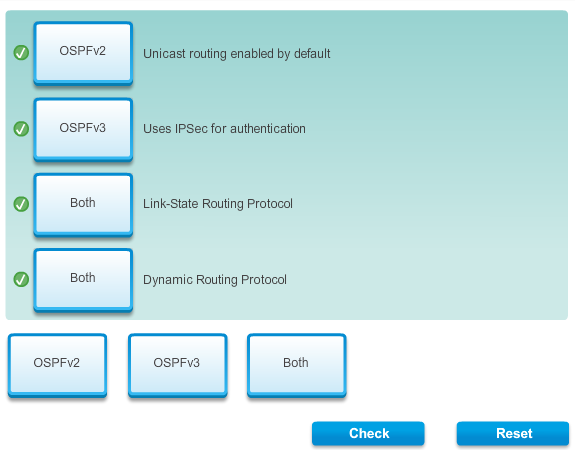 OSPFv2 Unicast routing enabled by default
OSPFv3 Uses IPSec for authentication
Both Link-State Routing Protocol
Both Dynamic Routing Protocol
OSPFv2 OSPFv3 Both
Check Reset